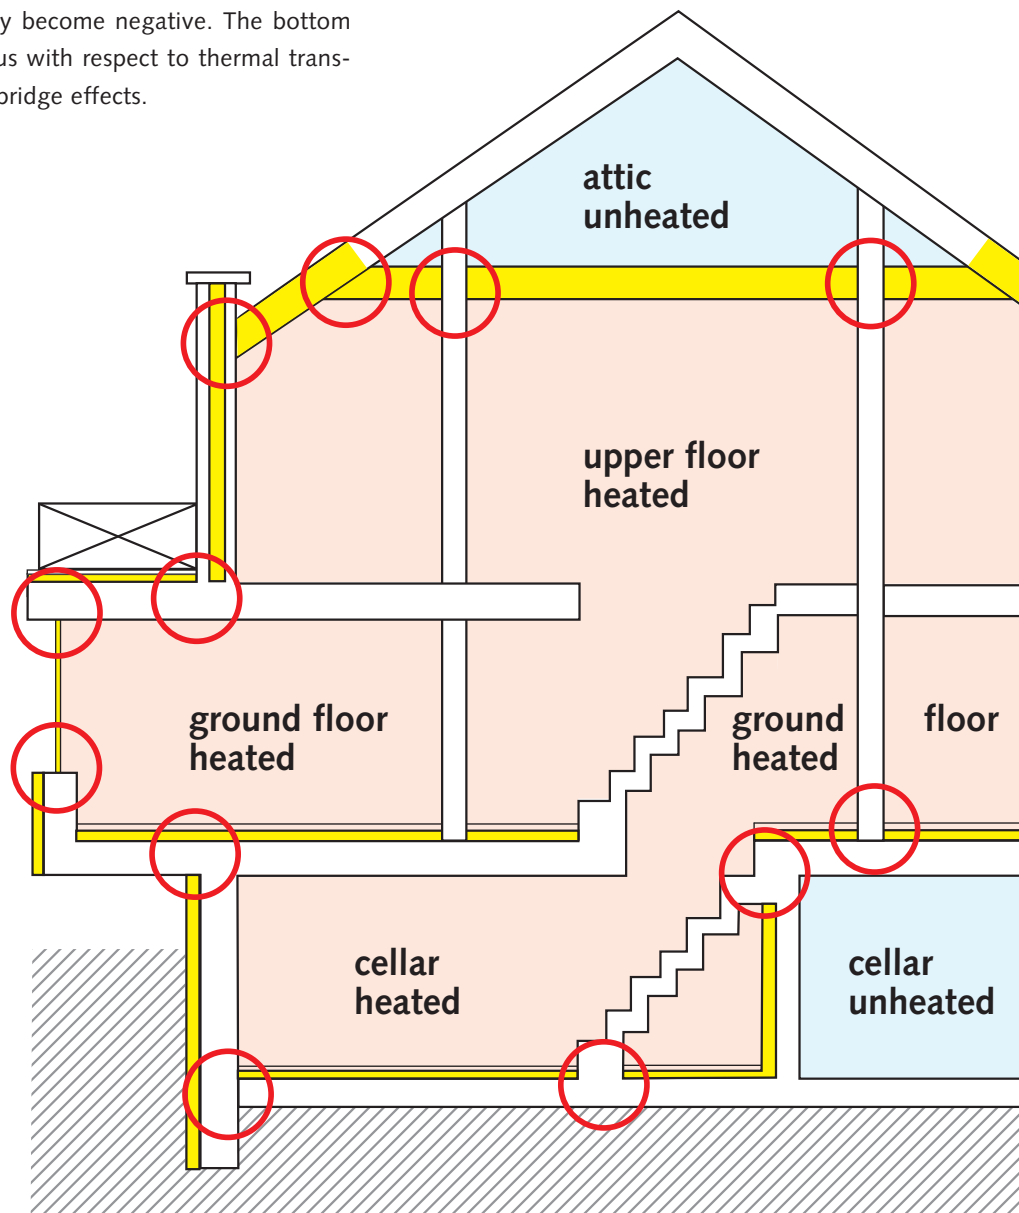 y become negative. The bottom
us with respect to thermal trans-
bridge effects.
attic
unheated
upper floor
heated
ground floor
heated
ground
heated
floor
cellar
heated
cellar
unheated